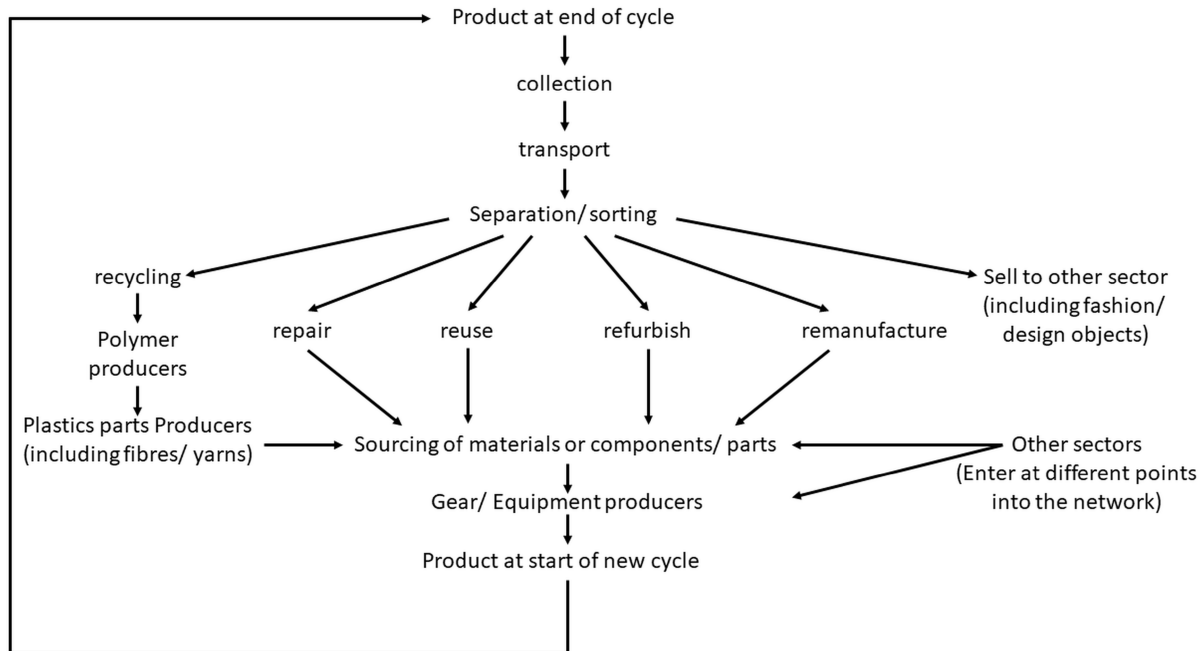 Product at end of cycle
collection
transport
Separation/ sorting
recycling
Sell to other sector
(including fashion/
design objects)
repair
reuse
refurbish
remanufacture
Polymer
producers
Plastics parts Producers
(including fibres/ yarns)
Sourcing of materials or components/ parts
Other sectors
(Enter at different points
into the network)
Gear/ Equipment producers
Product at start of new cycle